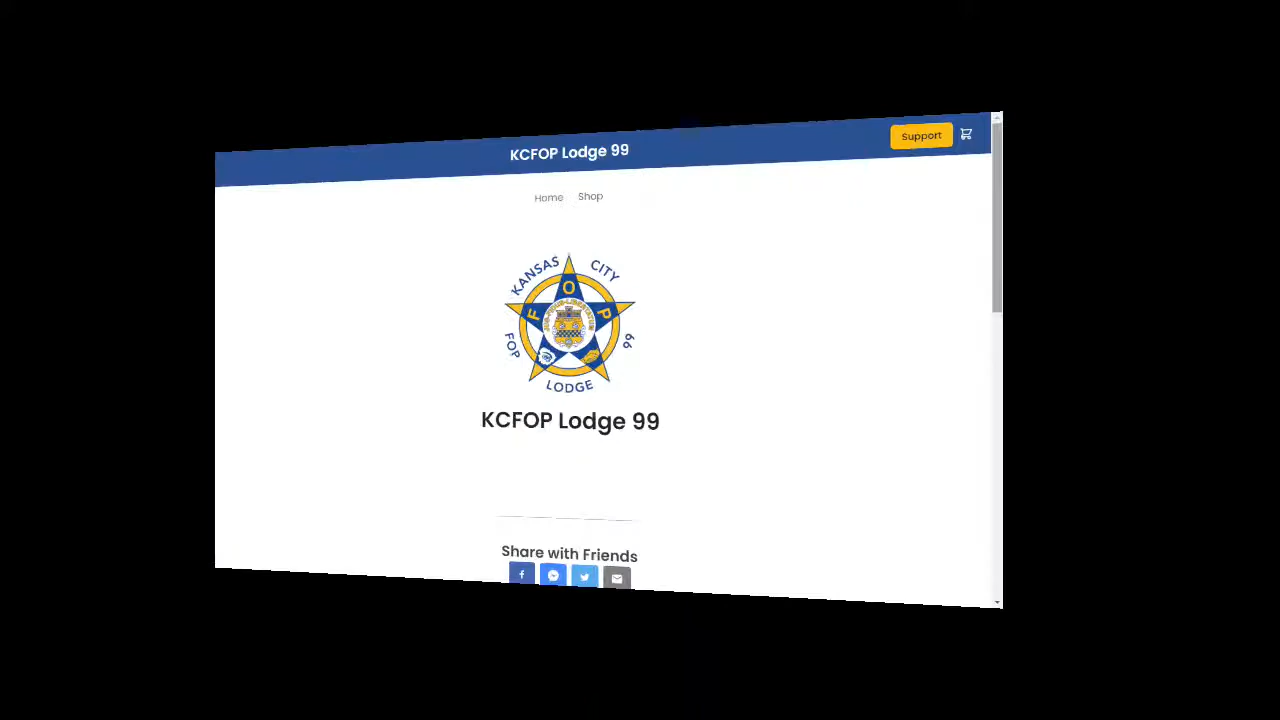 KCFOP Lodge 99
Support
Home Shop
KANSAS CITY
F O P
FOP LODGE 99
KCFOP Lodge 99
Share with Friends